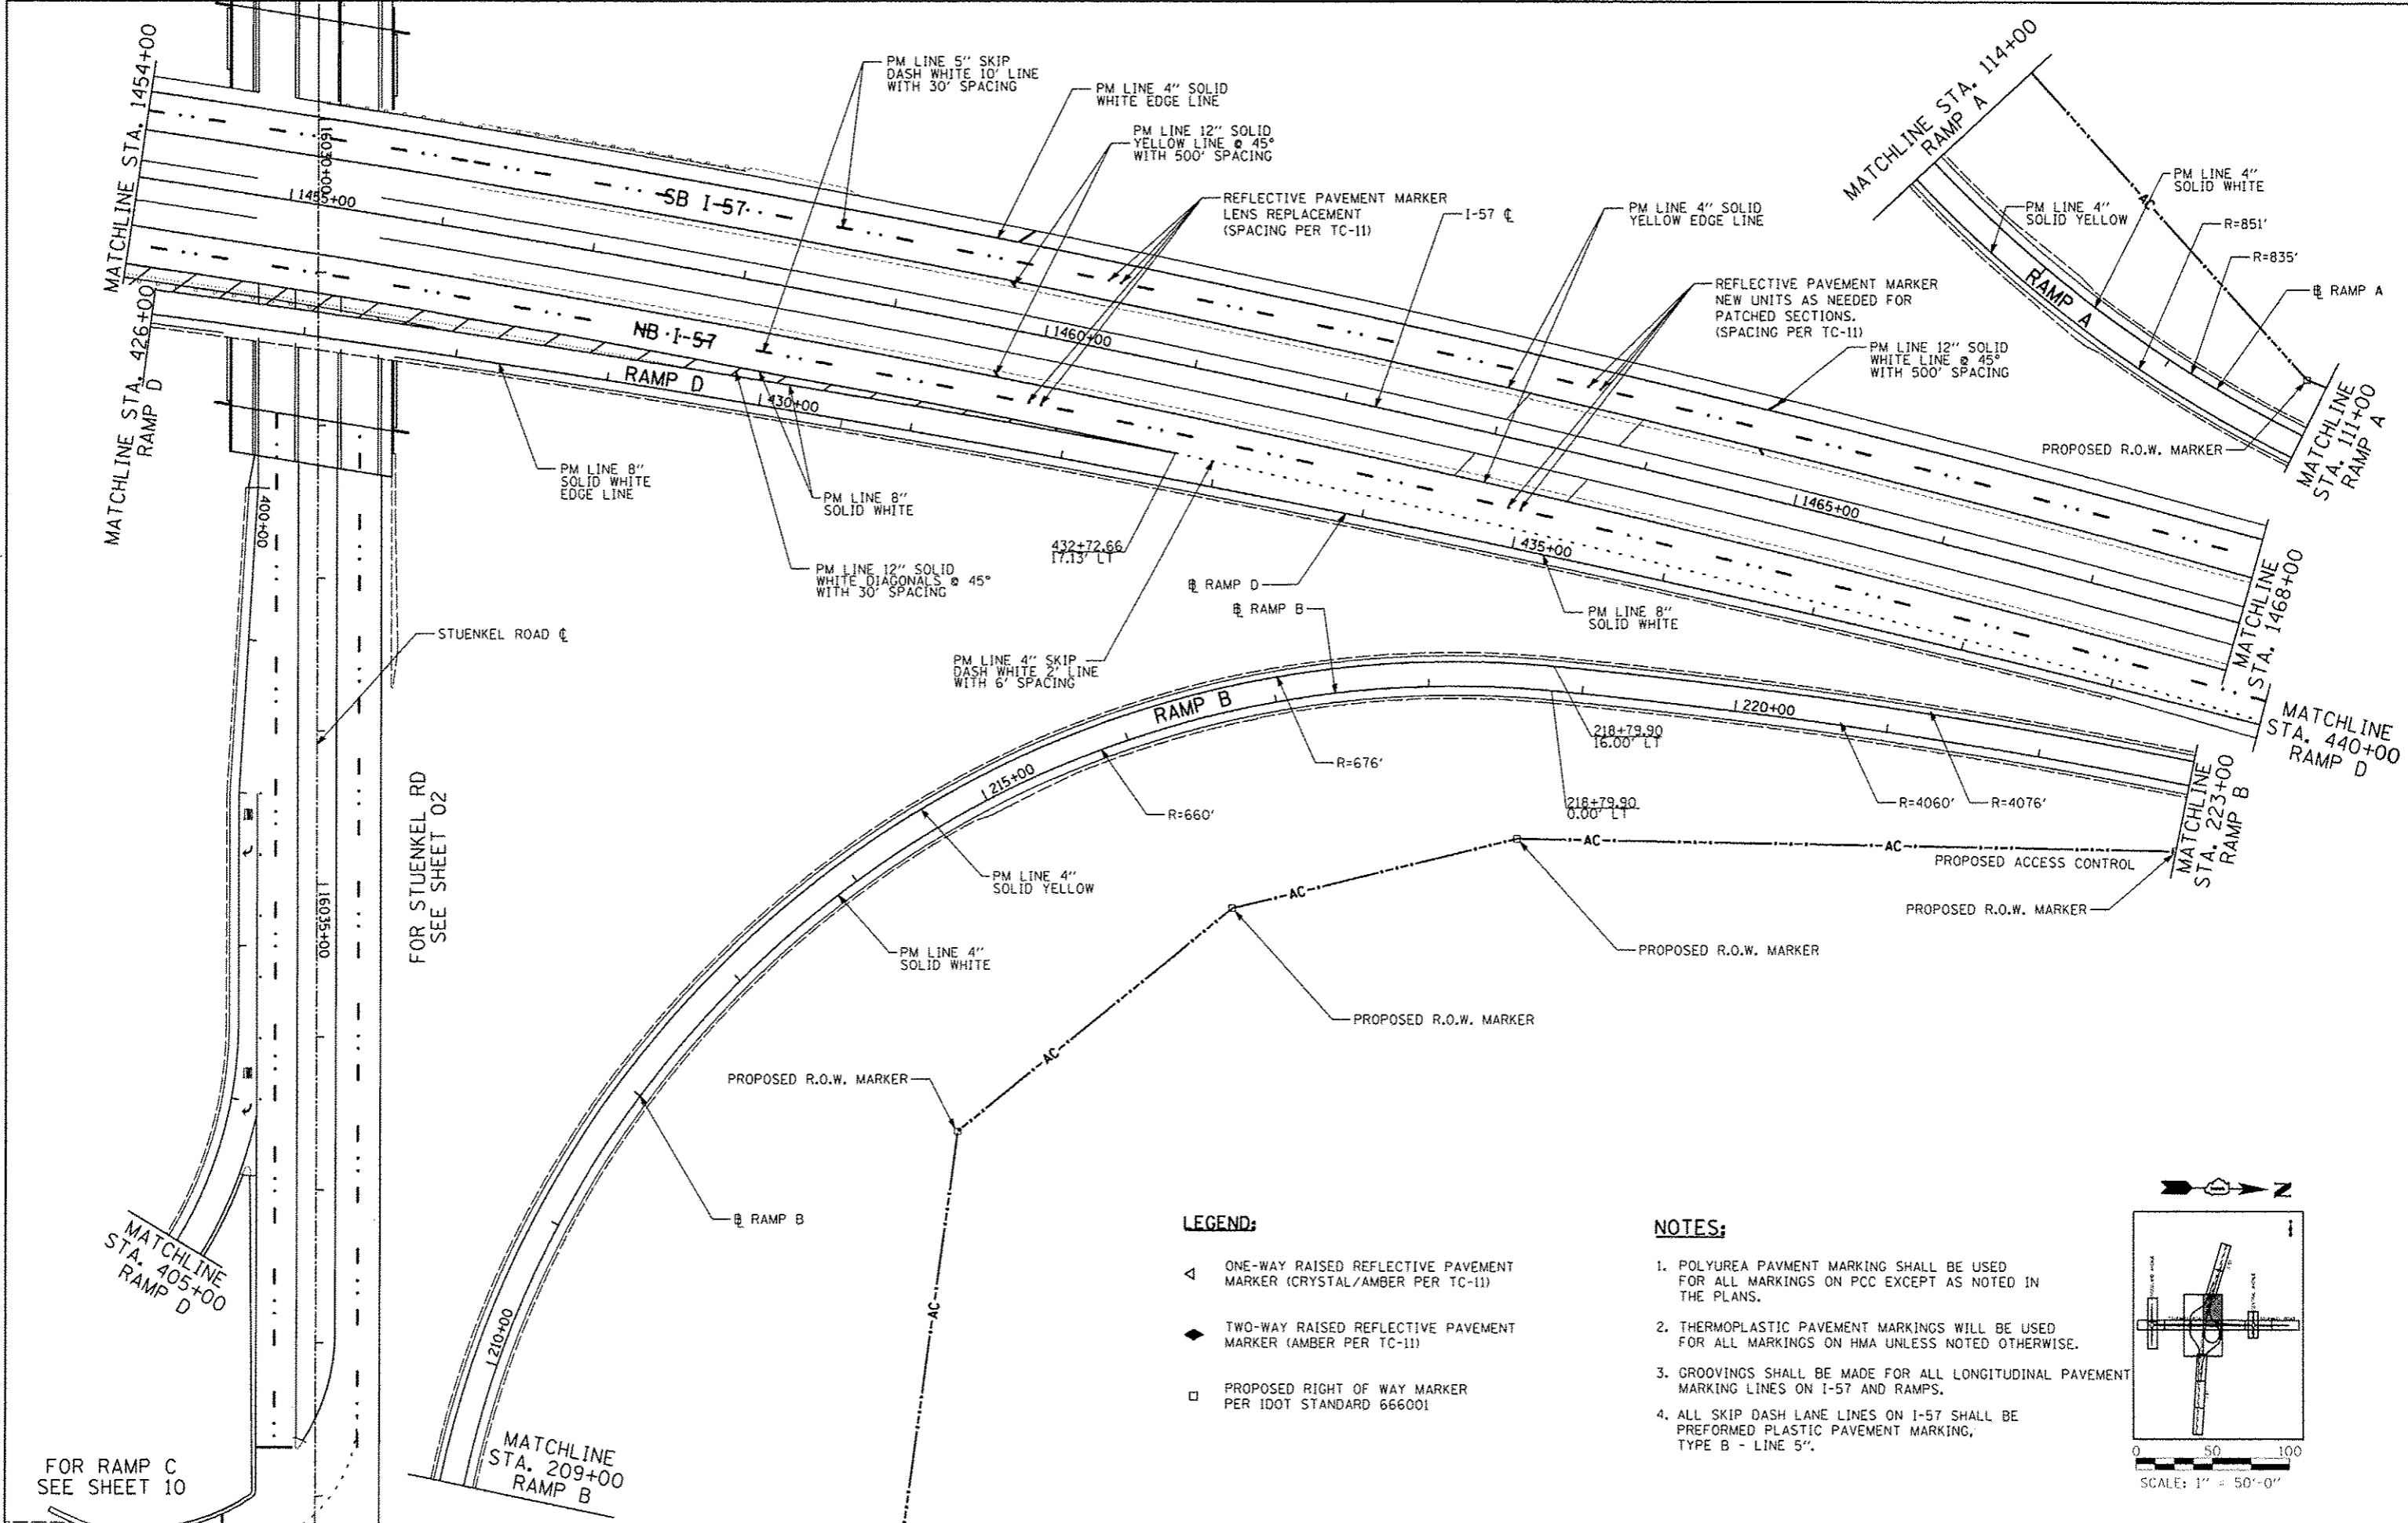 MATCHLINE STA. 1454+00
MATCHLINE STA. 426+00
RAMP D
16030+00
1455+00
SB I-57
NB I-57
RAMP D
430+00
1460+00
1465+00
435+00
PM LINE 5" SKIP
DASH WHITE 10' LINE
WITH 30' SPACING
PM LINE 4" SOLID
WHITE EDGE LINE
PM LINE 12" SOLID
YELLOW LINE @ 45°
WITH 500' SPACING
REFLECTIVE PAVEMENT MARKER
LENS REPLACEMENT
(SPACING PER TC-11)
I-57 ℄
PM LINE 4" SOLID
YELLOW EDGE LINE
REFLECTIVE PAVEMENT MARKER
NEW UNITS AS NEEDED FOR
PATCHED SECTIONS.
(SPACING PER TC-11)
PM LINE 12" SOLID
WHITE LINE @ 45°
WITH 500' SPACING
MATCHLINE STA. 114+00
RAMP A
PM LINE 4"
SOLID WHITE
PM LINE 4"
SOLID YELLOW
AC
R=851'
R=835'
RAMP A
BL RAMP A
PROPOSED R.O.W. MARKER
MATCHLINE
STA. 111+00
RAMP A
PM LINE 8"
SOLID WHITE
EDGE LINE
PM LINE 8"
SOLID WHITE
PM LINE 12" SOLID
WHITE DIAGONALS @ 45°
WITH 30' SPACING
432+72.66
17.13' LT
PM LINE 4" SKIP
DASH WHITE 2' LINE
WITH 6' SPACING
BL RAMP D
BL RAMP B
PM LINE 8"
SOLID WHITE
MATCHLINE
STA. 1468+00
MATCHLINE
STA. 440+00
RAMP D
400+00
STUENKEL ROAD ℄
16035+00
FOR STUENKEL RD
SEE SHEET 02
RAMP B
215+00
220+00
R=676'
R=660'
218+79.90
16.00' LT
218+79.90
0.00' LT
R=4060'
R=4076'
MATCHLINE
STA. 223+00
RAMP B
PM LINE 4"
SOLID YELLOW
PM LINE 4"
SOLID WHITE
AC
AC
AC
AC
AC
PROPOSED ACCESS CONTROL
PROPOSED R.O.W. MARKER
PROPOSED R.O.W. MARKER
PROPOSED R.O.W. MARKER
PROPOSED R.O.W. MARKER
BL RAMP B
210+00
MATCHLINE
STA. 405+00
RAMP D
FOR RAMP C
SEE SHEET 10
MATCHLINE
STA. 209+00
RAMP B
LEGEND:
ONE-WAY RAISED REFLECTIVE PAVEMENT
MARKER (CRYSTAL/AMBER PER TC-11)
TWO-WAY RAISED REFLECTIVE PAVEMENT
MARKER (AMBER PER TC-11)
PROPOSED RIGHT OF WAY MARKER
PER IDOT STANDARD 666001
NOTES:
1. POLYUREA PAVMENT MARKING SHALL BE USED
FOR ALL MARKINGS ON PCC EXCEPT AS NOTED IN
THE PLANS.
2. THERMOPLASTIC PAVEMENT MARKINGS WILL BE USED
FOR ALL MARKINGS ON HMA UNLESS NOTED OTHERWISE.
3. GROOVINGS SHALL BE MADE FOR ALL LONGITUDINAL PAVEMENT
MARKING LINES ON I-57 AND RAMPS.
4. ALL SKIP DASH LANE LINES ON I-57 SHALL BE
PREFORMED PLASTIC PAVEMENT MARKING,
TYPE B - LINE 5".
Z
0 50 100
SCALE: 1" = 50'-0"